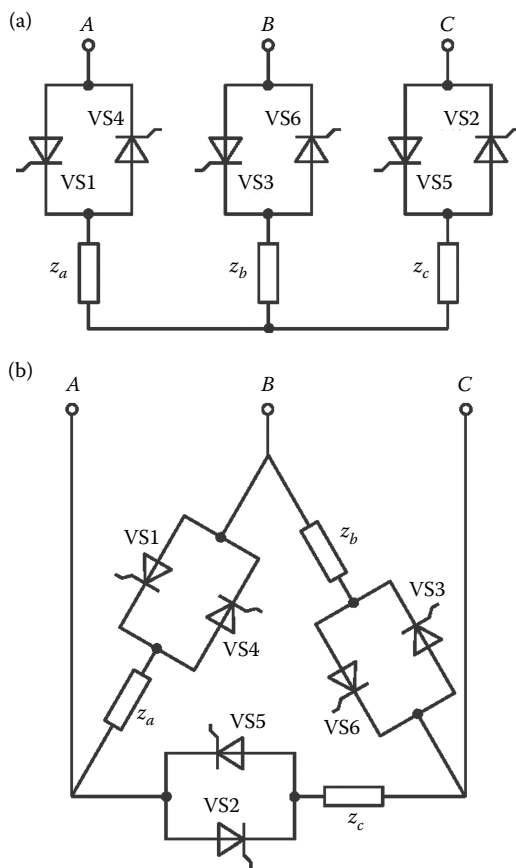 (a)
A B C
VS4 VS6 VS2
VS1 VS3 VS5
z_a z_b z_c
(b)
A B C
VS1 z_b
VS3
VS4
z_a VS5 VS6
VS2
z_c